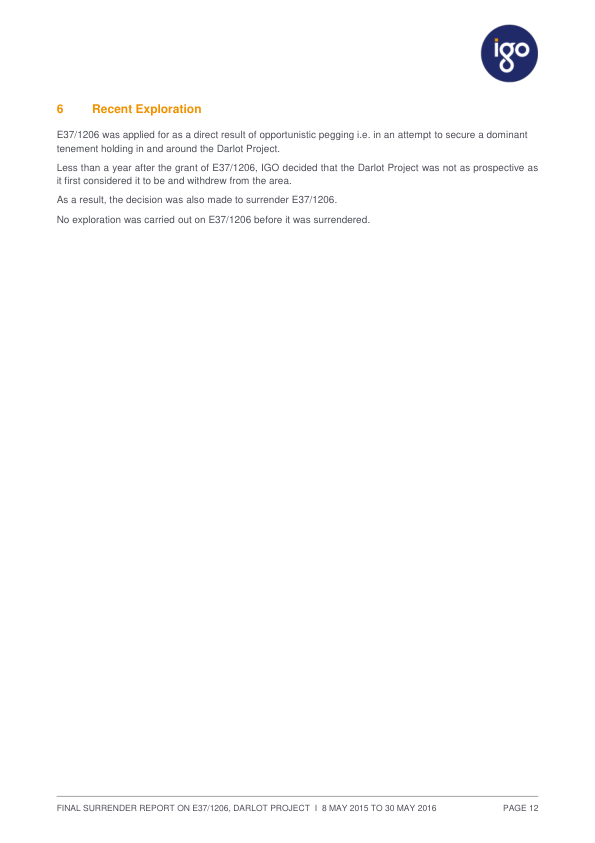 igo
6 Recent Exploration
E37/1206 was applied for as a direct result of opportunistic pegging i.e. in an attempt to secure a dominant
tenement holding in and around the Darlot Project.
Less than a year after the grant of E37/1206, IGO decided that the Darlot Project was not as prospective as
it first considered it to be and withdrew from the area.
As a result, the decision was also made to surrender E37/1206.
No exploration was carried out on E37/1206 before it was surrendered.
FINAL SURRENDER REPORT ON E37/1206, DARLOT PROJECT I 8 MAY 2015 TO 30 MAY 2016 PAGE 12